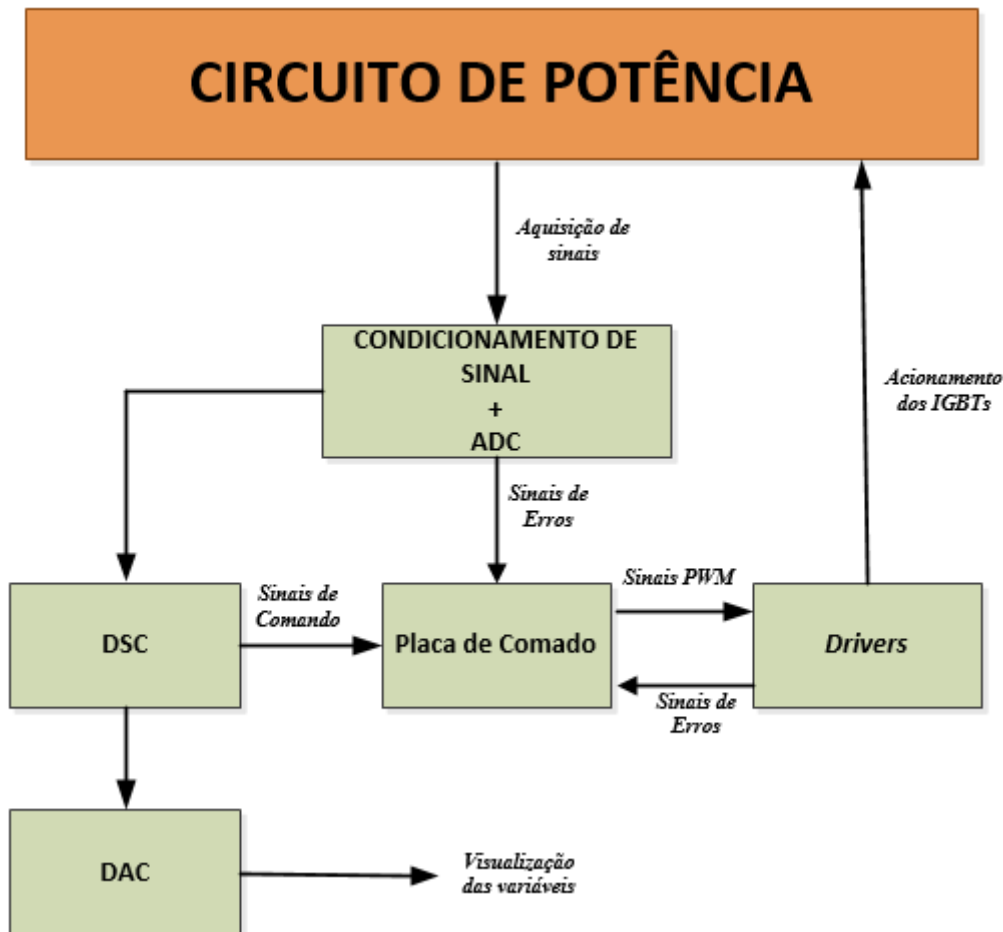 CIRCUITO DE POTÊNCIA
Aquisição de
sinais
CONDICIONAMENTO DE
SINAL
+
ADC
Acionamento
dos IGBTs
Sinais de
Erros
DSC
Sinais de
Comando
Placa de Comado
Sinais PWM
Drivers
Sinais de
Erros
DAC
Visualização
das variáveis